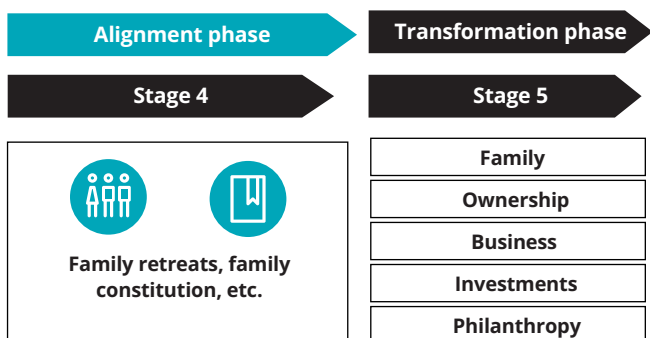 Alignment phase
Transformation phase
Stage 4
Stage 5
Family retreats, family
constitution, etc.
Family
Ownership
Business
Investments
Philanthropy